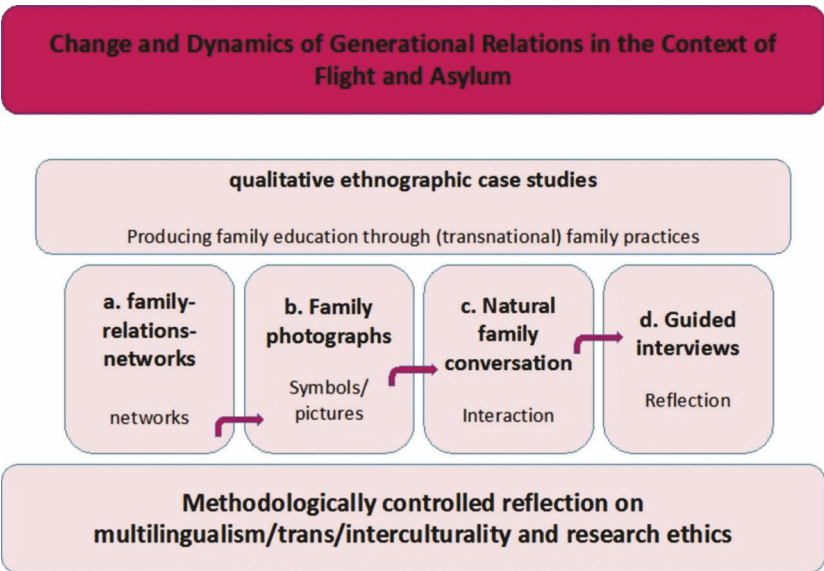 Change and Dynamics of Generational Relations in the Context of
Flight and Asylum
qualitative ethnographic case studies
Producing family education through (transnational) family practices
a. family-
relations-
networks
networks
b. Family
photographs
Symbols/
pictures
c. Natural
family
conversation
Interaction
d. Guided
interviews
Reflection
Methodologically controlled reflection on
multilingualism/trans/interculturality and research ethics